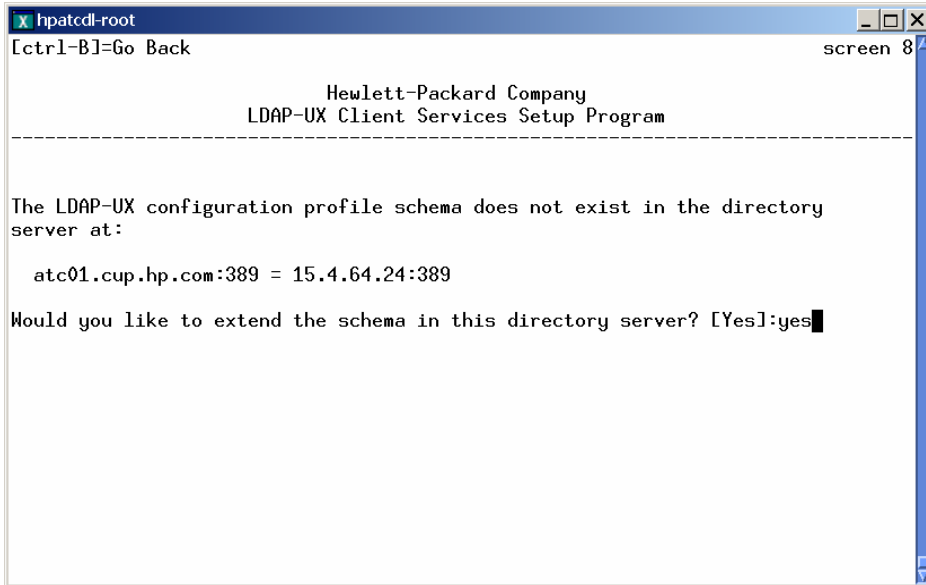 hpatcdl-root
[ctrl-B]=Go Back screen 8
Hewlett-Packard Company
LDAP-UX Client Services Setup Program
--------------------------------------------------------------------------------
The LDAP-UX configuration profile schema does not exist in the directory
server at:
atc01.cup.hp.com:389 = 15.4.64.24:389
Would you like to extend the schema in this directory server? [Yes]:yes